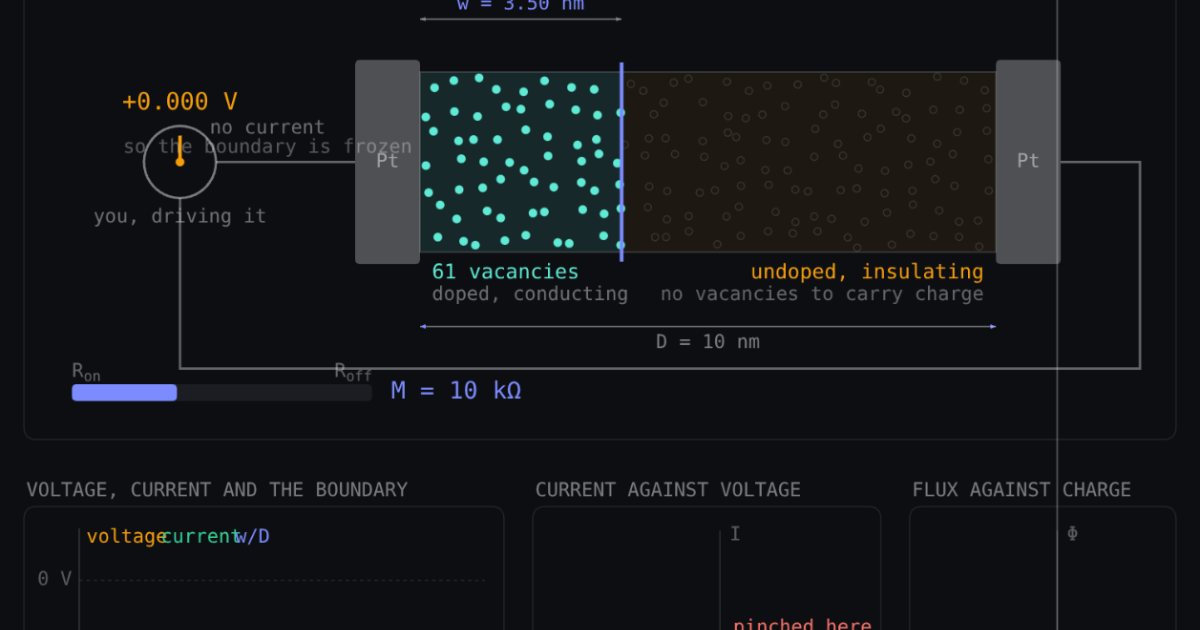 w = 3.50 nm
+0.000 V
no current
so the boundary is frozen
Pt
Pt
you, driving it
61 vacancies
undoped, insulating
doped, conducting
no vacancies to carry charge
D = 10 nm
Ron
Roff
M = 10 kΩ
VOLTAGE, CURRENT AND THE BOUNDARY
CURRENT AGAINST VOLTAGE
FLUX AGAINST CHARGE
voltage
current
w/D
I
Φ
0 V
pinched here